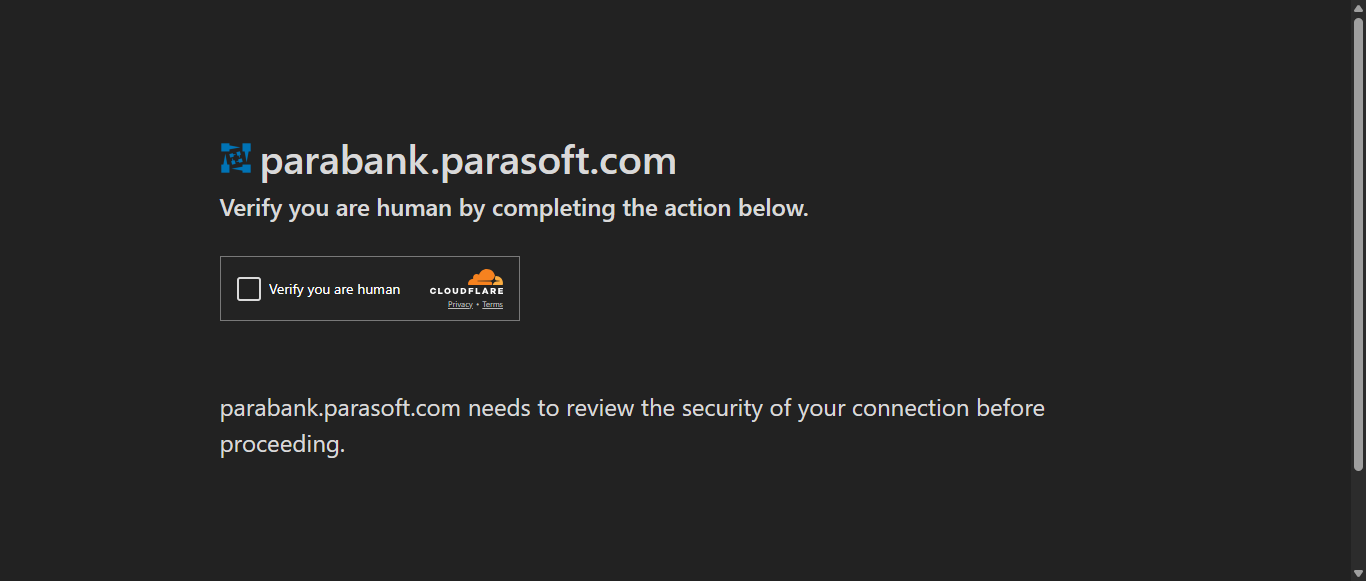 parabank.parasoft.com
Verify you are human by completing the action below.
Verify you are human
CLOUDFLARE
Privacy • Terms
parabank.parasoft.com needs to review the security of your connection before
proceeding.